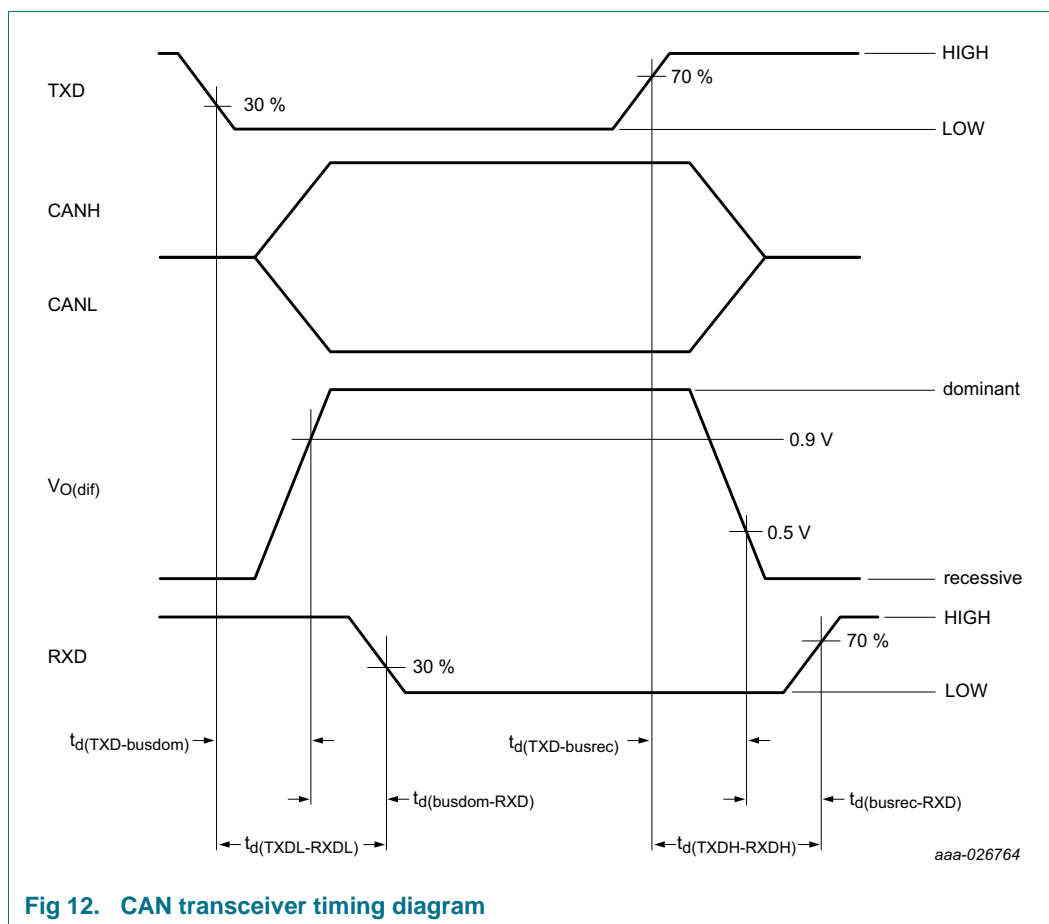 HIGH
TXD
70 %
30 %
LOW
CANH
CANL
dominant
0.9 V
VO(dif)
0.5 V
recessive
HIGH
RXD
70 %
30 %
LOW
td(TXD-busdom)
td(TXD-busrec)
td(busdom-RXD)
td(busrec-RXD)
td(TXDL-RXDL)
td(TXDH-RXDH)
aaa-026764
Fig 12. CAN transceiver timing diagram